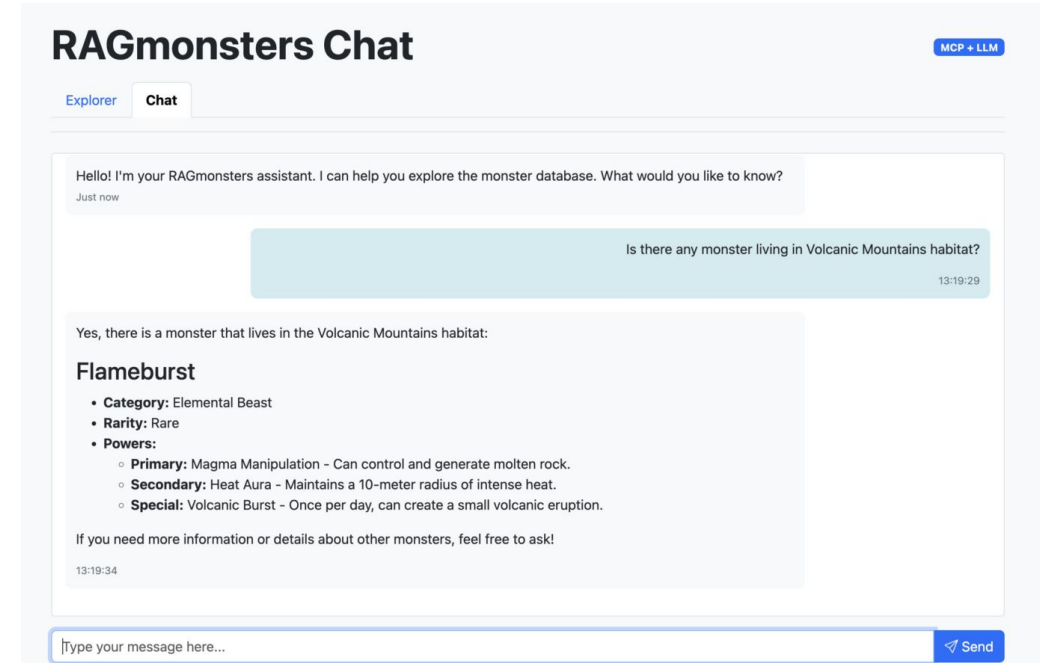 RAGmonsters Chat
MCP + LLM
Explorer
Chat
Hello! I'm your RAGmonsters assistant. I can help you explore the monster database. What would you like to know?
Just now
Is there any monster living in Volcanic Mountains habitat?
13:19:29
Yes, there is a monster that lives in the Volcanic Mountains habitat:
Flameburst
• Category: Elemental Beast
• Rarity: Rare
• Powers:
◦ Primary: Magma Manipulation - Can control and generate molten rock.
◦ Secondary: Heat Aura - Maintains a 10-meter radius of intense heat.
◦ Special: Volcanic Burst - Once per day, can create a small volcanic eruption.
If you need more information or details about other monsters, feel free to ask!
13:19:34
Type your message here...
Send